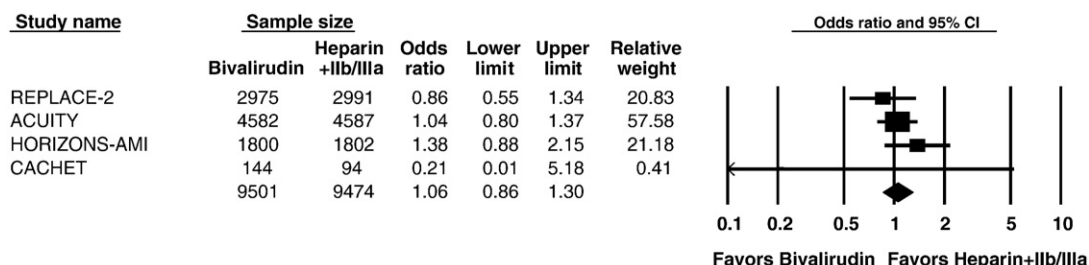 Study name Sample size Odds ratio and 95% CI
Heparin Odds Lower Upper Relative
Bivalirudin +IIb/IIIa ratio limit limit weight
REPLACE-2 2975 2991 0.86 0.55 1.34 20.83
ACUITY 4582 4587 1.04 0.80 1.37 57.58
HORIZONS-AMI 1800 1802 1.38 0.88 2.15 21.18
CACHET 144 94 0.21 0.01 5.18 0.41
9501 9474 1.06 0.86 1.30
0.1 0.2 0.5 1 2 5 10
Favors Bivalirudin Favors Heparin+IIb/IIIa